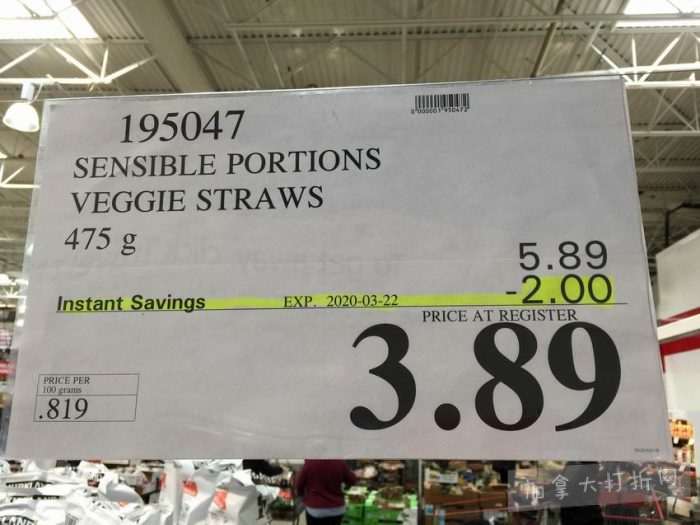 195047
SENSIBLE PORTIONS
VEGGIE STRAWS
475 g
5.89
Instant Savings EXP. 2020-03-22 -2.00
PRICE AT REGISTER
3.89
PRICE PER
100 grams
.819
加拿大打折网